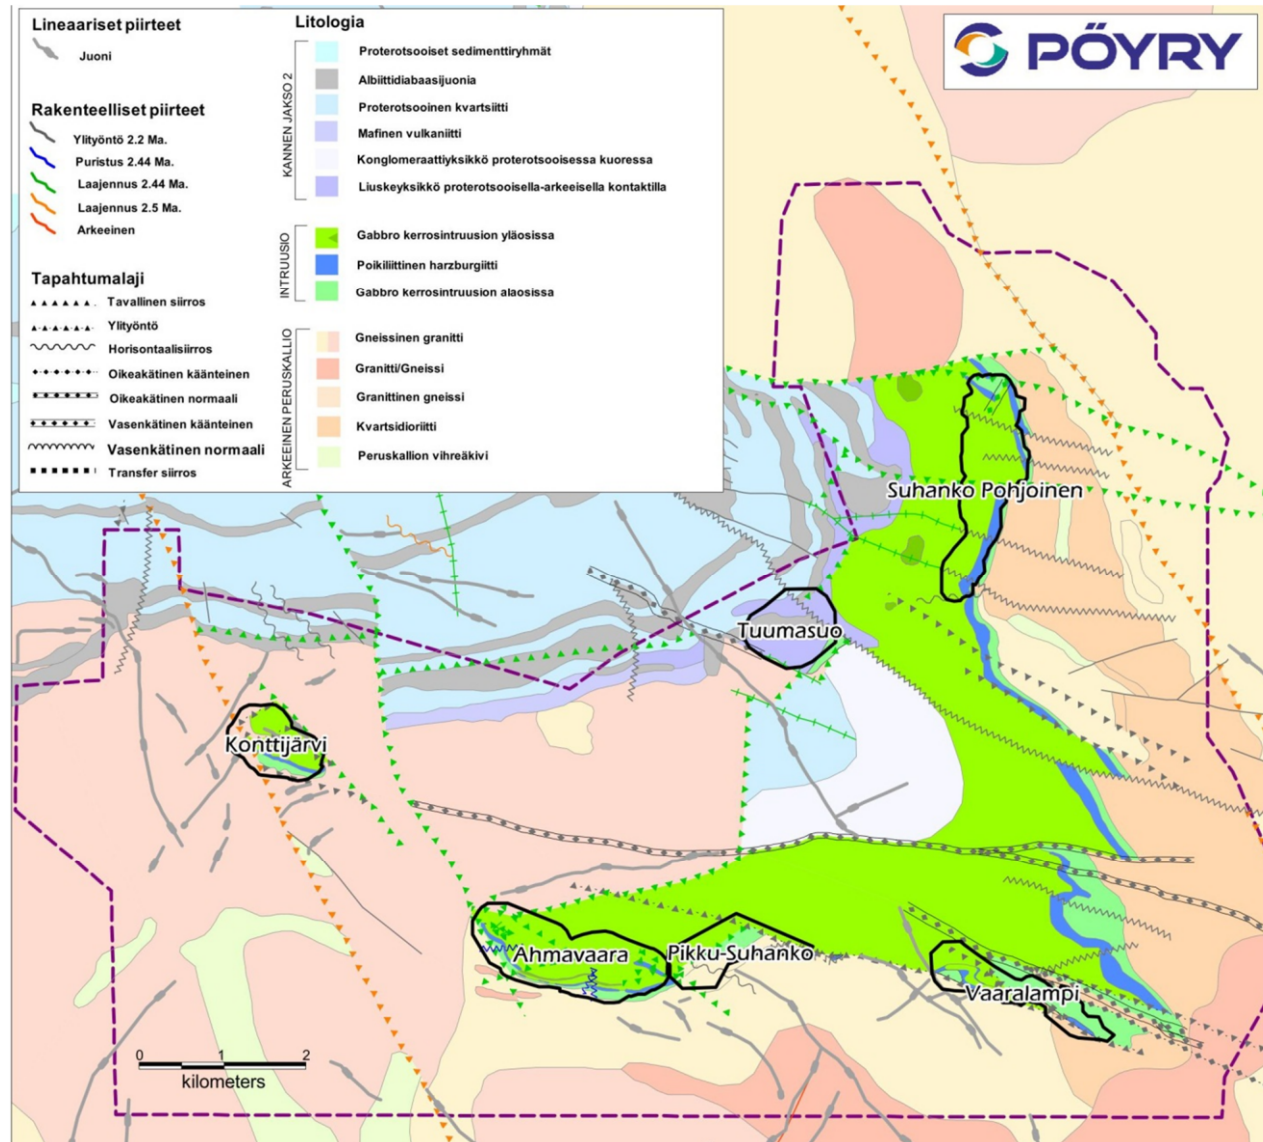 Lineaariset piirteet
Juoni
Rakenteelliset piirteet
Ylityöntö 2.2 Ma.
Puristus 2.44 Ma.
Laajennus 2.44 Ma.
Laajennus 2.5 Ma.
Arkeeinen
Tapahtumalaji
Tavallinen siirros
Ylityöntö
Horisontaalisiirros
Oikeakätinen käänteinen
Oikeakätinen normaali
Vasenkätinen käänteinen
Vasenkätinen normaali
Transfer siirros
Litologia
KANNEN JAKSO 2
Proterotsooiset sedimenttiryhmät
Albiittidiabaasijuonia
Proterotsooinen kvartsiitti
Mafinen vulkaniitti
Konglomeraattiyksikkö proterotsooisessa kuoressa
Liuskeyksikkö proterotsooisella-arkeeisella kontaktilla
INTRUUSIO
Gabbro kerrosintruusion yläosissa
Poikiliittinen harzburgiitti
Gabbro kerrosintruusion alaosissa
ARKEEINEN PERUSKALLIO
Gneissinen granitti
Granitti/Gneissi
Granittinen gneissi
Kvartsidioriitti
Peruskallion vihreäkivi
PÖYRY
Suhanko Pohjoinen
Tuumasuo
Konttijärvi
Ahmavaara
Pikku-Suhanko
Vaaralampi
0 1 2
kilometers